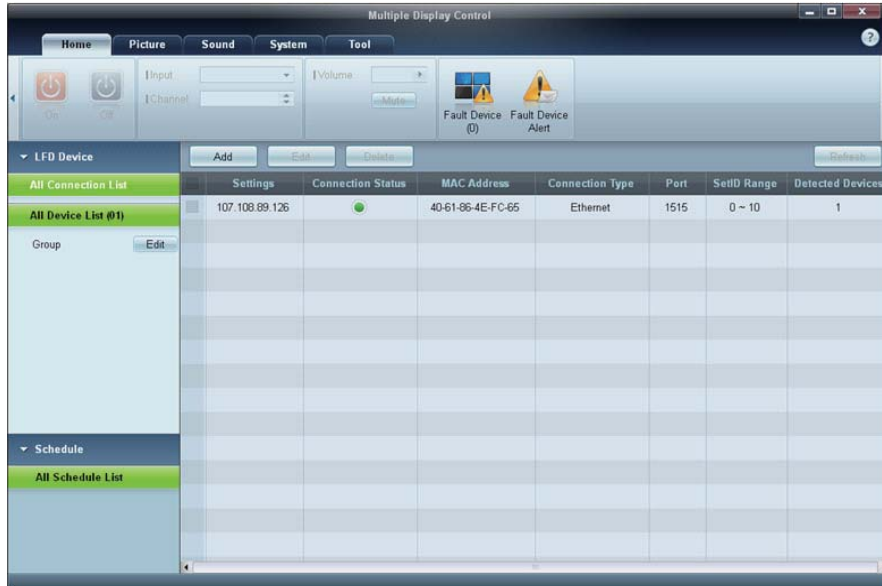 Multiple Display Control
Home Picture Sound System Tool
?
Input
Volume
Channel
Mute
On Off
Fault Device (0)
Fault Device Alert
LFD Device
Add Edit Delete Refresh
All Connection List
Settings Connection Status MAC Address Connection Type Port SetID Range Detected Devices
All Device List (01)
107.108.89.126 40-61-86-4E-FC-65 Ethernet 1515 0 ~ 10 1
Group Edit
Schedule
All Schedule List